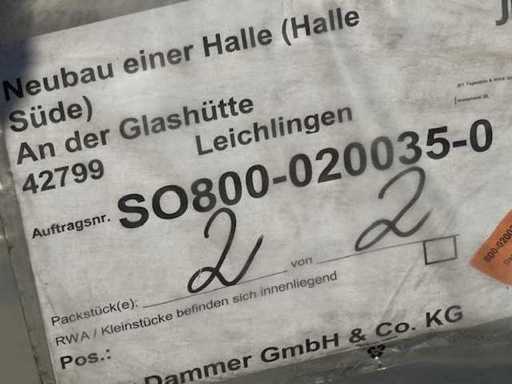 Neubau einer Halle (Halle
Süde)
An der Glashütte
42799 Leichlingen
Auftragsnr. SO800-020035-0
Packstück(e): 2 von 2
RWA / Kleinstücke befinden sich innenliegend
Pos.:
Dammer GmbH & Co. KG